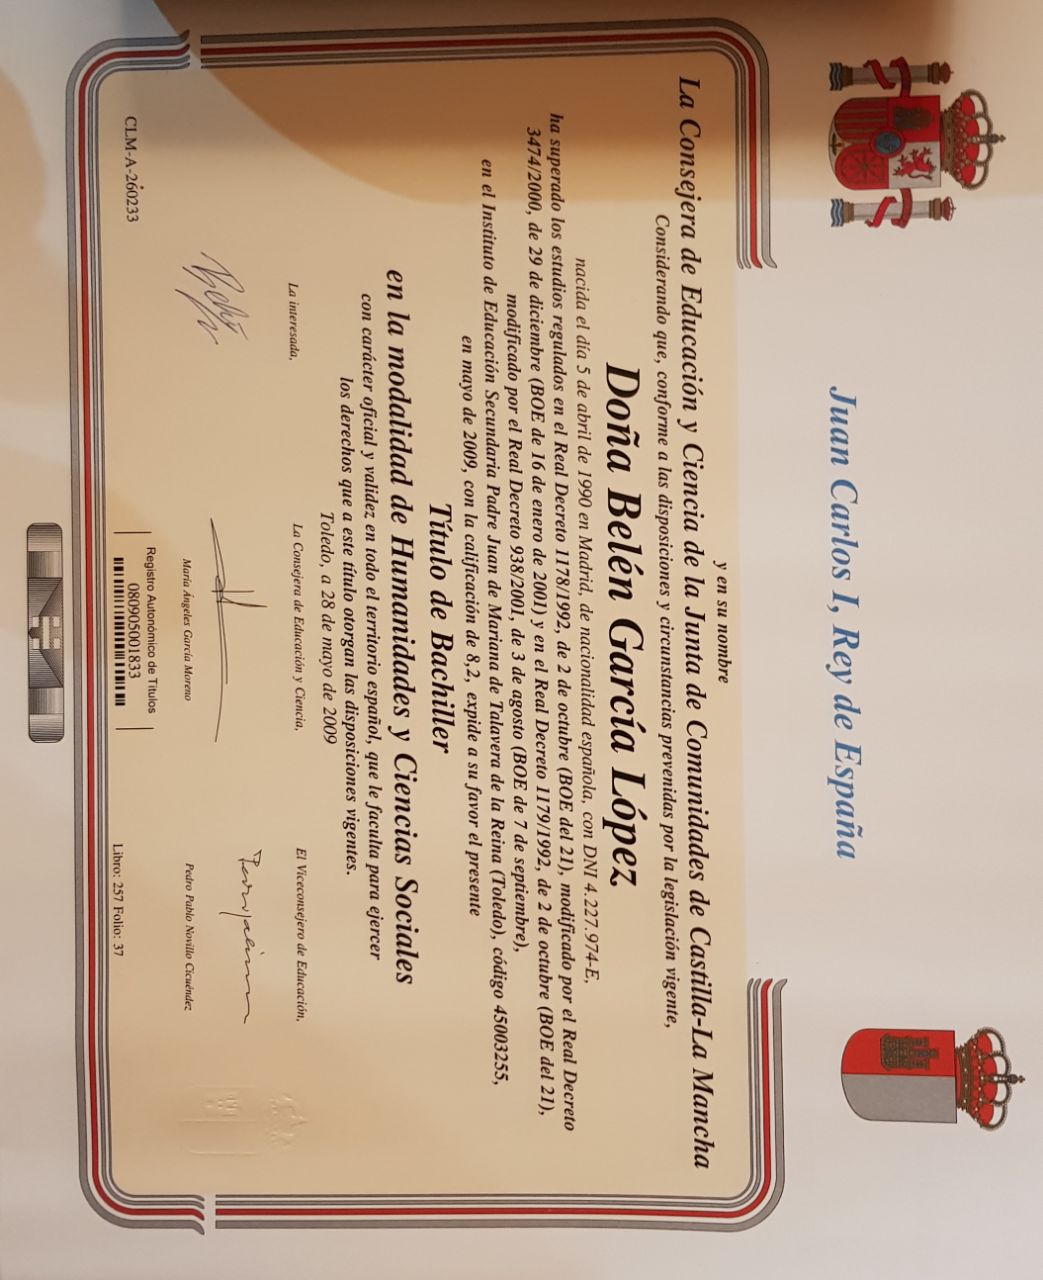 Juan Carlos I, Rey de España
y en su nombre
La Consejera de Educación y Ciencia de la Junta de Comunidades de Castilla-La Mancha
Considerando que, conforme a las disposiciones y circunstancias prevenidas por la legislación vigente,
Doña Belén García López
nacida el día 5 de abril de 1990 en Madrid, de nacionalidad española, con DNI 4.227.974-E,
ha superado los estudios regulados en el Real Decreto 1178/1992, de 2 de octubre (BOE del 21), modificado por el Real Decreto
3474/2000, de 29 de diciembre (BOE de 16 de enero de 2001) y en el Real Decreto 1179/1992, de 2 de octubre (BOE del 21),
modificado por el Real Decreto 938/2001, de 3 de agosto (BOE de 7 de septiembre),
en el Instituto de Educación Secundaria Padre Juan de Mariana de Talavera de la Reina (Toledo), código 45003255,
en mayo de 2009, con la calificación de 8,2, expide a su favor el presente
Título de Bachiller
en la modalidad de Humanidades y Ciencias Sociales
con carácter oficial y validez en todo el territorio español, que le faculta para ejercer
los derechos que a este título otorgan las disposiciones vigentes.
Toledo, a 28 de mayo de 2009
La interesada,
La Consejera de Educación y Ciencia,
El Viceconsejero de Educación,
María Ángeles García Moreno
Pedro Pablo Novillo Cicuéndez
CLM-A-260233
Registro Autonómico de Títulos
080905001833
Libro: 257 Folio: 37